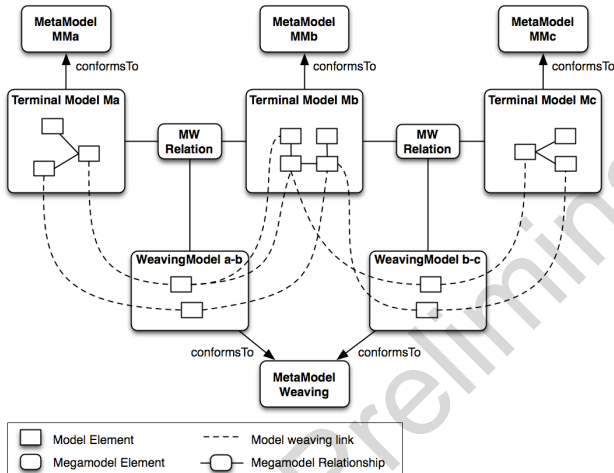 MetaModel
MMa
MetaModel
MMb
MetaModel
MMc
conformsTo
conformsTo
conformsTo
Terminal Model Ma
Terminal Model Mb
Terminal Model Mc
MW
Relation
MW
Relation
WeavingModel a-b
WeavingModel b-c
conformsTo
conformsTo
MetaModel
Weaving
Model Element
Model weaving link
Megamodel Element
Megamodel Relationship